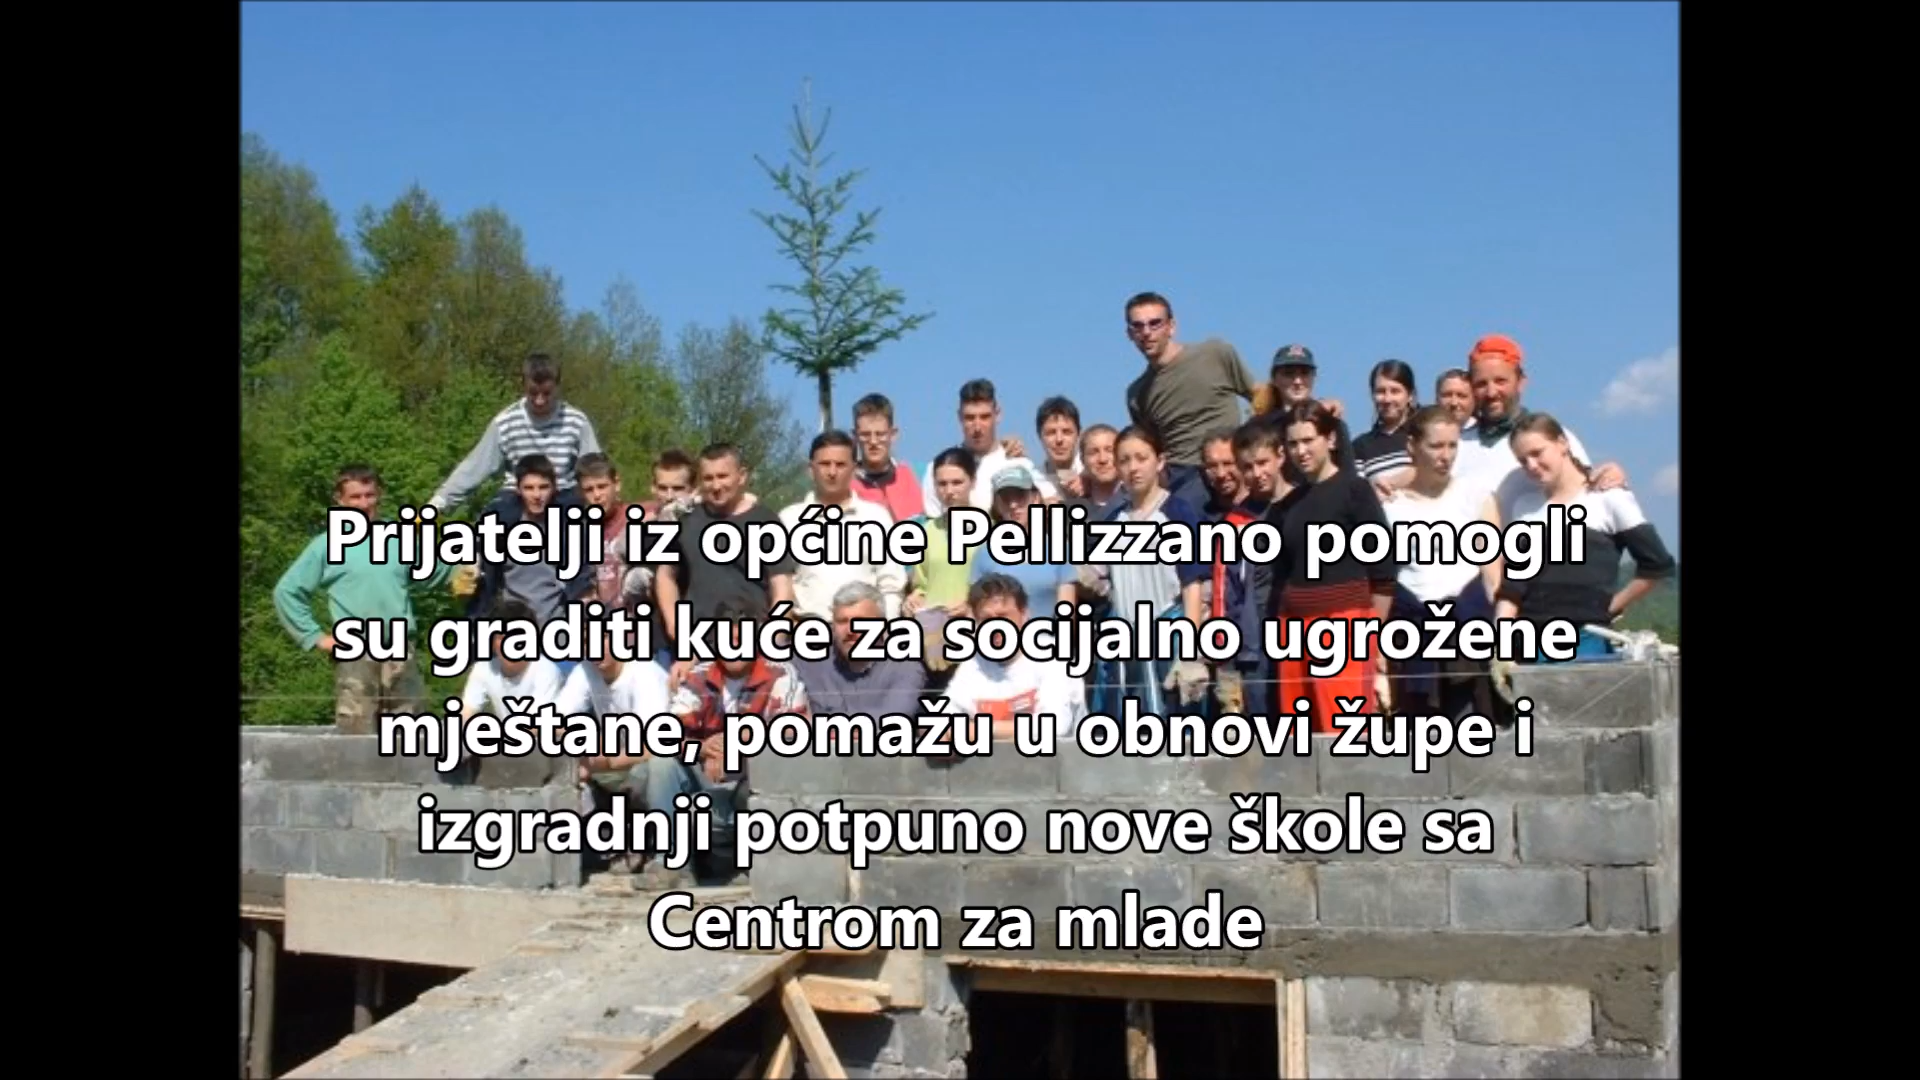 Prijatelji iz općine Pellizzano pomogli
su graditi kuće za socijalno ugrožene
mještane, pomažu u obnovi župe i
izgradnji potpuno nove škole sa
Centrom za mlade